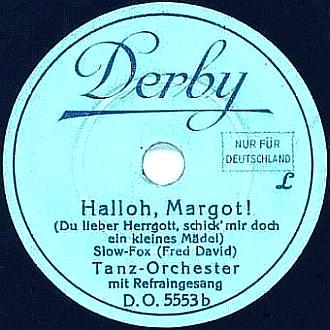 Derby
NUR FÜR
DEUTSCHLAND
L
Halloh, Margot!
(Du lieber Herrgott, schick' mir doch
ein kleines Mädel)
Slow-Fox (Fred David)
Tanz-Orchester
mit Refraingesang
D.O. 5553b